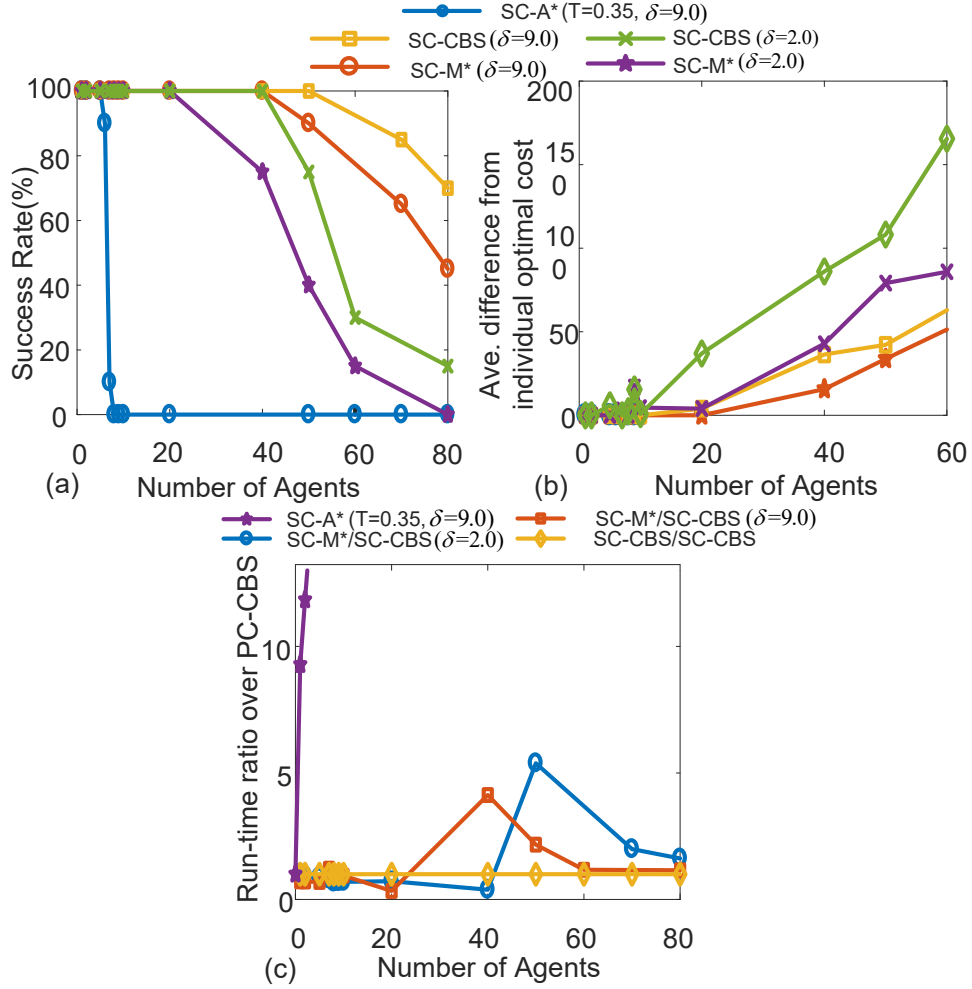 SC-A* (T=0.35, δ=9.0)
SC-CBS (δ=9.0)
SC-CBS (δ=2.0)
SC-M* (δ=9.0)
SC-M* (δ=2.0)
Success Rate(%)
100
80
60
40
20
0
0
20
40
60
80
Number of Agents
(a)
Ave. difference from
individual optimal cost
200
15
0
10
0
50
0
0
20
40
60
Number of Agents
(b)
SC-A* (T=0.35, δ=9.0)
SC-M*/SC-CBS (δ=9.0)
SC-M*/SC-CBS (δ=2.0)
SC-CBS/SC-CBS
Run-time ratio over PC-CBS
10
5
0
0
20
40
60
80
Number of Agents
(c)